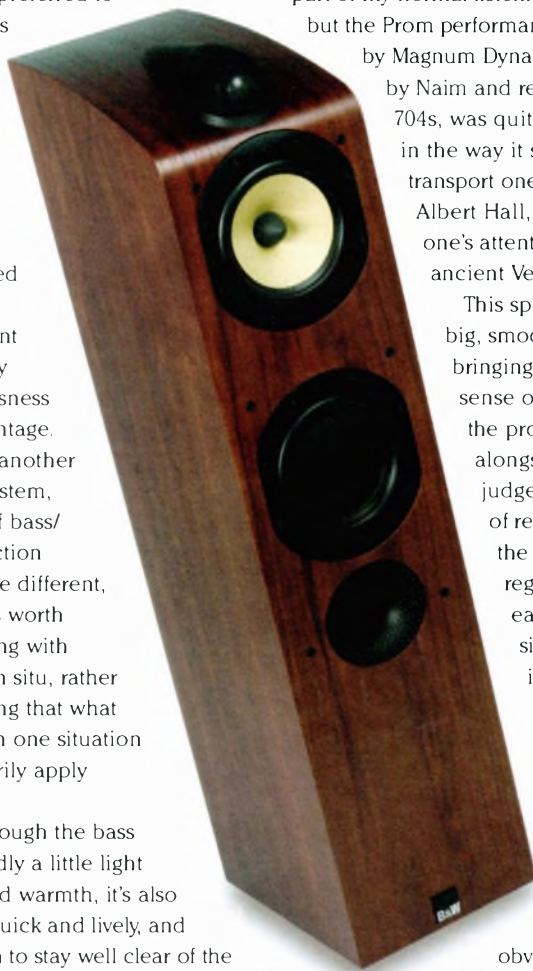 s
ed
nt
y
sness
ntage.
another
stem,
f bass/
ction
e different,
worth
ng with
n situ, rather
ng that what
n one situation
rily apply
ough the bass
dly a little light
d warmth, it's also
uick and lively, and
to stay well clear of the
part of my normal
but the Prom performan
by Magnum Dyna
by Naim and re
704s, was quit
in the way it s
transport one
Albert Hall,
one's attent
ancient Ve
This sp
big, smoo
bringing
sense o
the pro
alongs
judge
of re
the
reg
ea
si
i
obv
B&W